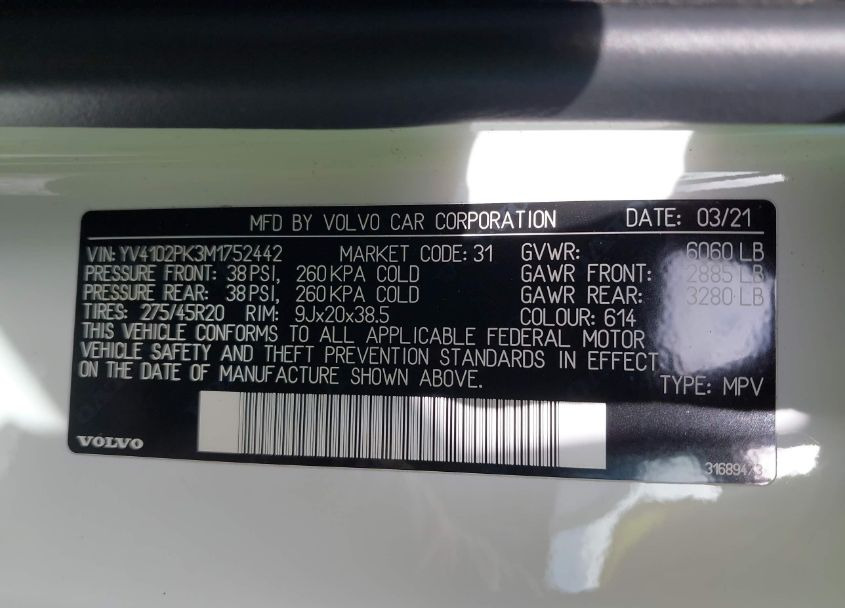 MFD BY VOLVO CAR CORPORATION DATE: 03/21
VIN: YV4102PK3M1752442 MARKET CODE: 31 GVWR: 6060 LB
PRESSURE FRONT: 38 PSI, 260 KPA COLD GAWR FRONT: 2885 LB
PRESSURE REAR: 38 PSI, 260 KPA COLD GAWR REAR: 3280 LB
TIRES: 275/45R20 RIM: 9Jx20x38.5 COLOUR: 614
THIS VEHICLE CONFORMS TO ALL APPLICABLE FEDERAL MOTOR
VEHICLE SAFETY AND THEFT PREVENTION STANDARDS IN EFFECT
ON THE DATE OF MANUFACTURE SHOWN ABOVE.
TYPE: MPV
VOLVO